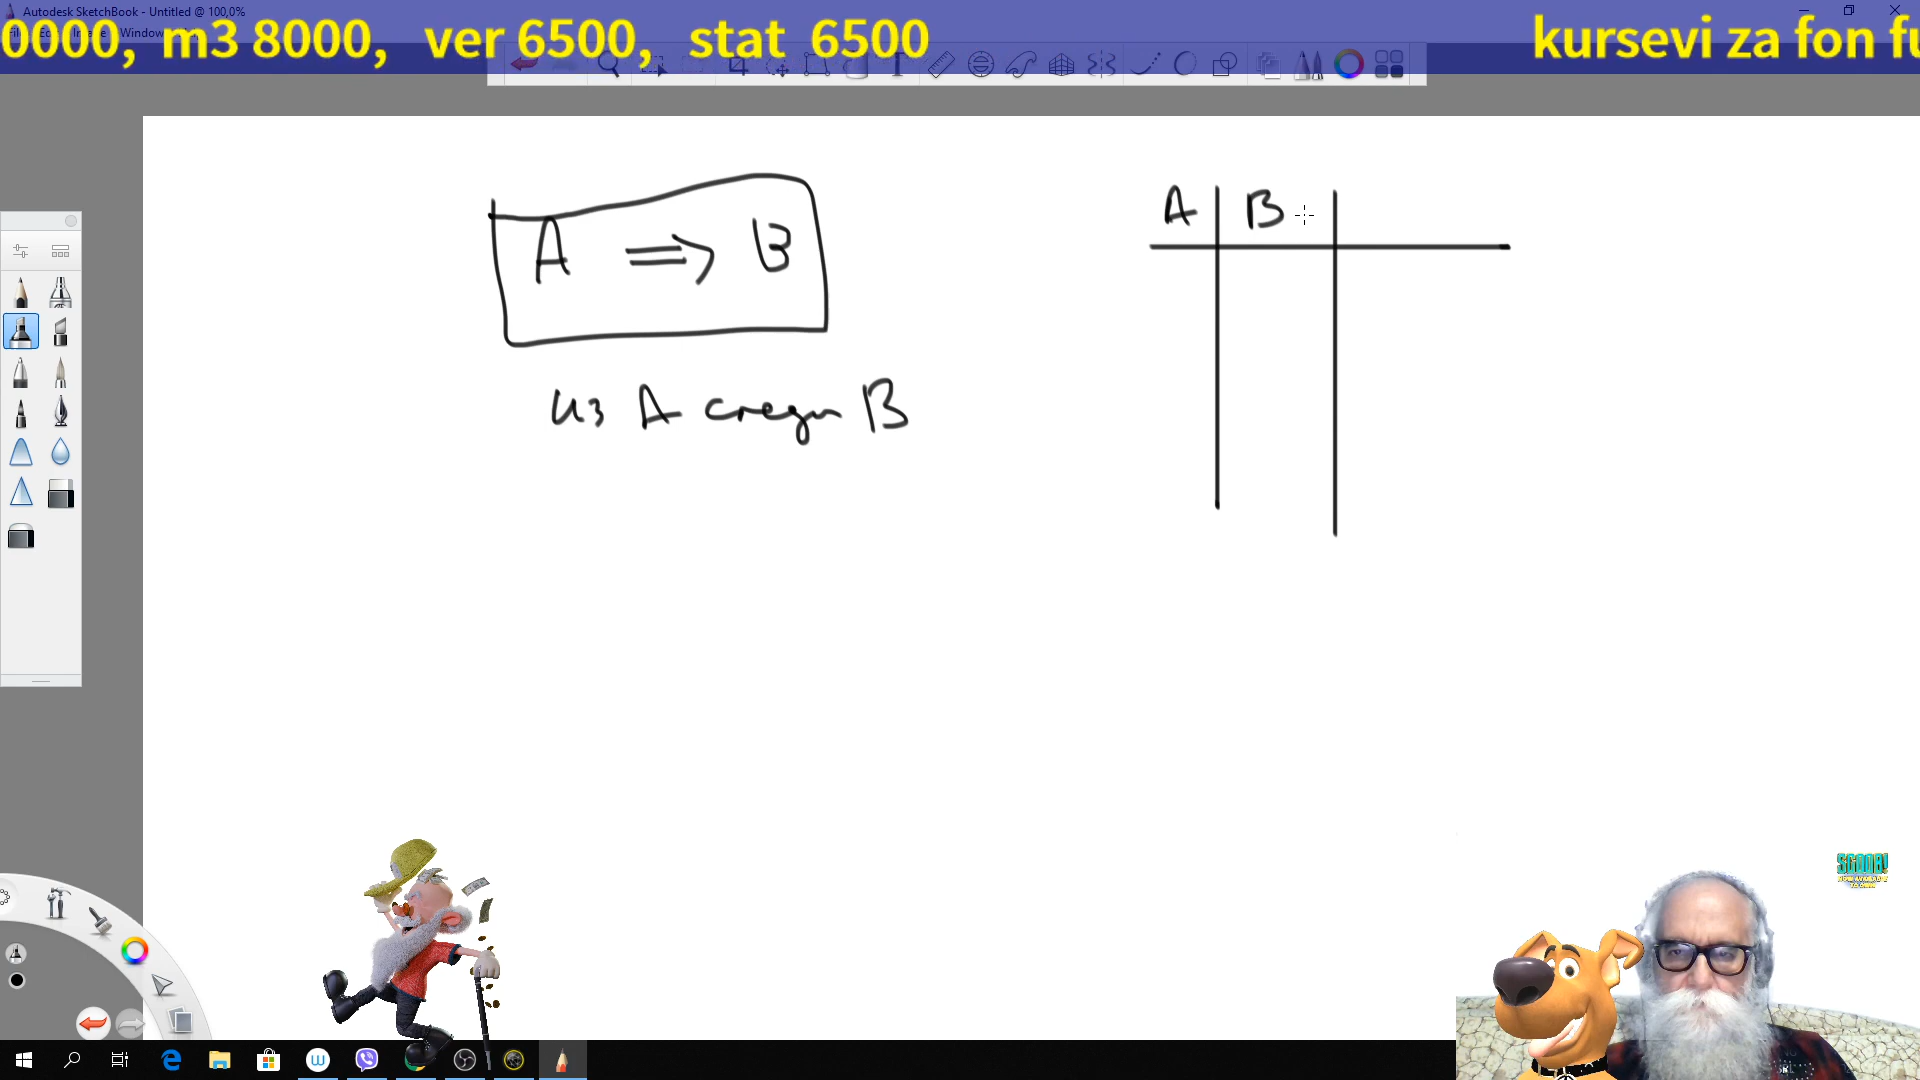 Autodesk SketchBook - Untitled @ 100,0%
0000, m3 8000, ver 6500, stat 6500
kursevi za fon fu
Window
A ⇒ B
из A следи B
A B
SCOOB!